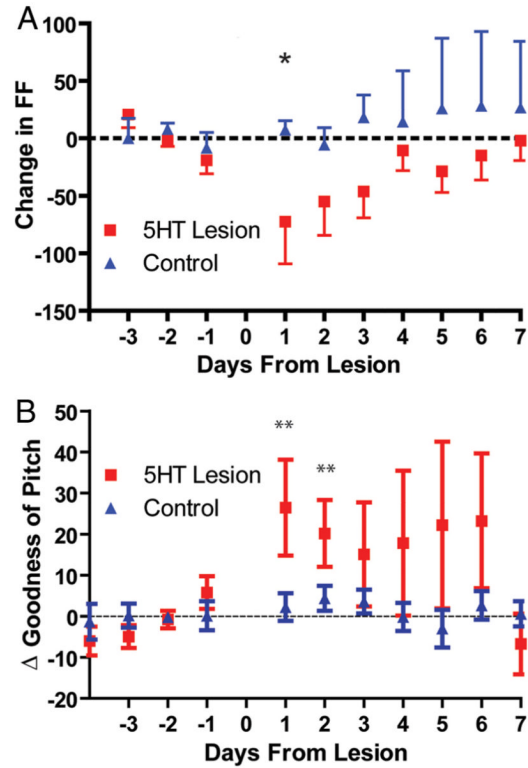 A
100
50
0
-50
-100
-150
Change in FF
*
5HT Lesion
Control
-3 -2 -1 0 1 2 3 4 5 6 7
Days From Lesion
B
50
40
30
20
10
0
-10
-20
Δ Goodness of Pitch
**
**
5HT Lesion
Control
-3 -2 -1 0 1 2 3 4 5 6 7
Days From Lesion